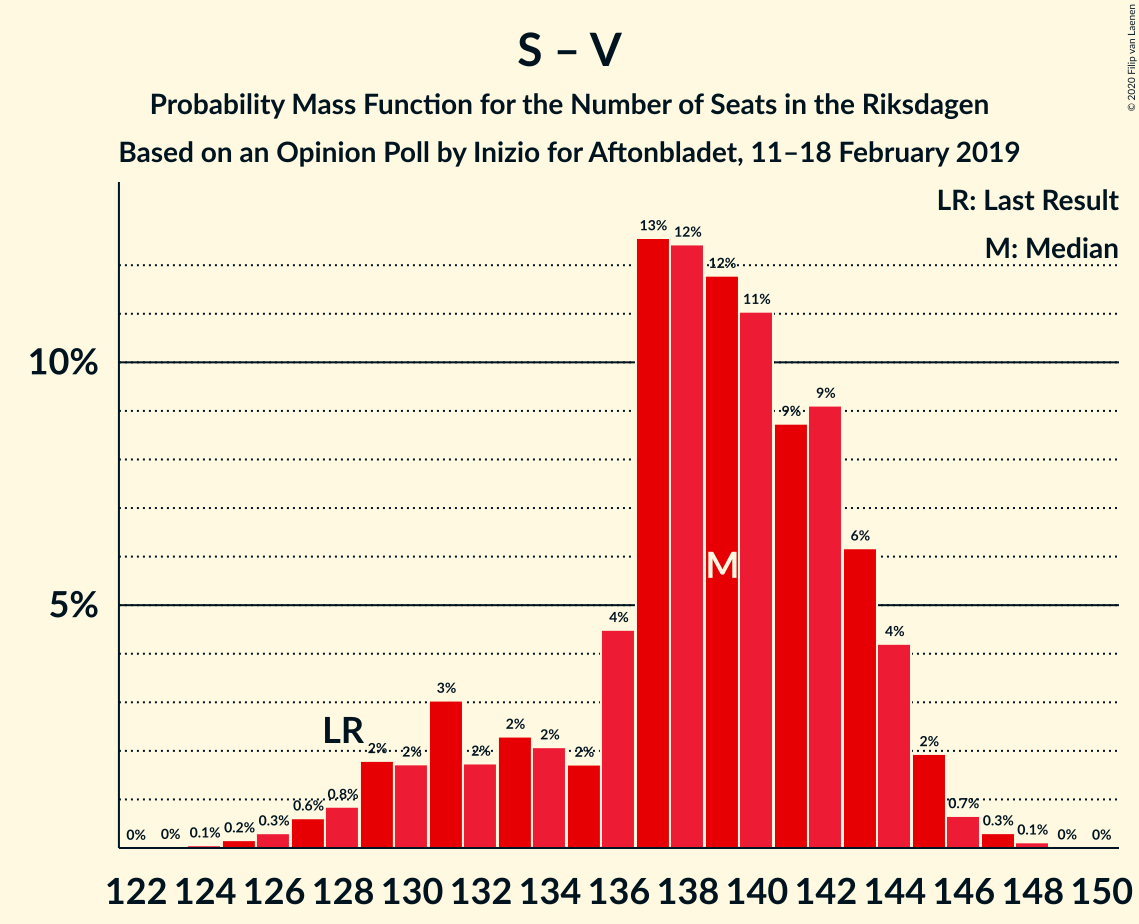 S – V
Probability Mass Function for the Number of Seats in the Riksdagen
Based on an Opinion Poll by Inizio for Aftonbladet, 11–18 February 2019
© 2020 Filip van Laenen
LR: Last Result
M: Median
10%
5%
0% 0% 0.1% 0.2% 0.3% 0.6% 0.8% 2% 2% 3% 2% 2% 2% 2% 4% 13% 12% 12% 11% 9% 9% 6% 4% 2% 0.7% 0.3% 0.1% 0% 0%
LR
M
122 124 126 128 130 132 134 136 138 140 142 144 146 148 150